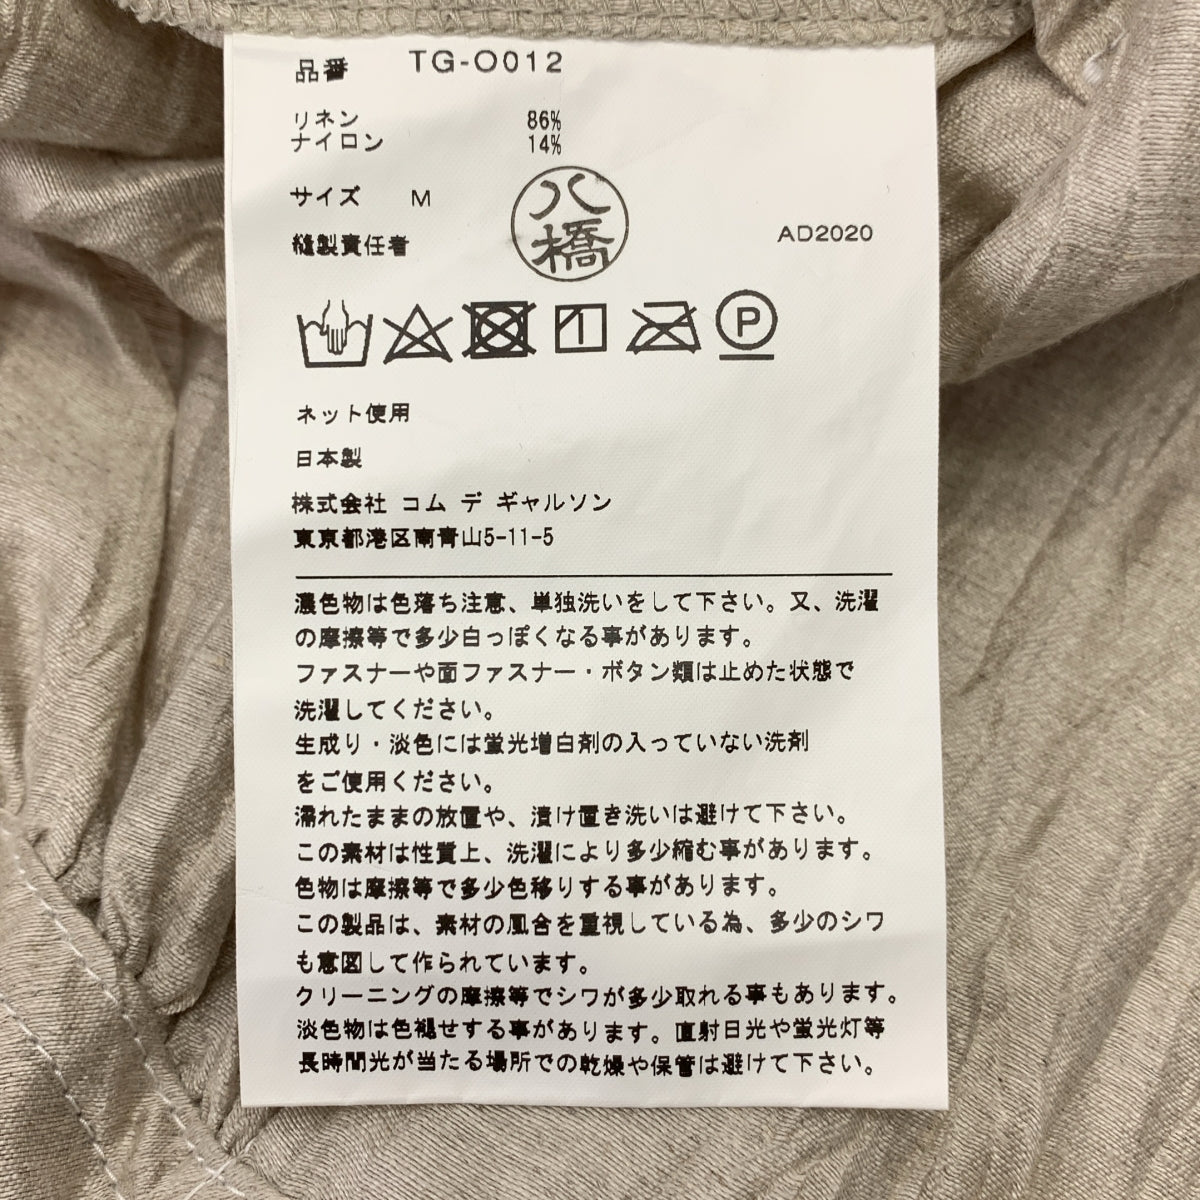 品番 TG-O012
リネン 86%
ナイロン 14%
サイズ M
縫製責任者 八橋 AD2020
P
ネット使用
日本製
株式会社 コム デ ギャルソン
東京都港区南青山5-11-5
濃色物は色落ち注意、単独洗いをして下さい。又、洗濯
の摩擦等で多少白っぽくなる事があります。
ファスナーや面ファスナー・ボタン類は止めた状態で
洗濯してください。
生成り・淡色には蛍光増白剤の入っていない洗剤
をご使用ください。
濡れたままの放置や、漬け置き洗いは避けて下さい。
この素材は性質上、洗濯により多少縮む事があります。
色物は摩擦等で多少色移りする事があります。
この製品は、素材の風合を重視している為、多少のシワ
も意図して作られています。
クリーニングの摩擦等でシワが多少取れる事もあります。
淡色物は色褪せする事があります。直射日光や蛍光灯等
長時間光が当たる場所での乾燥や保管は避けて下さい。